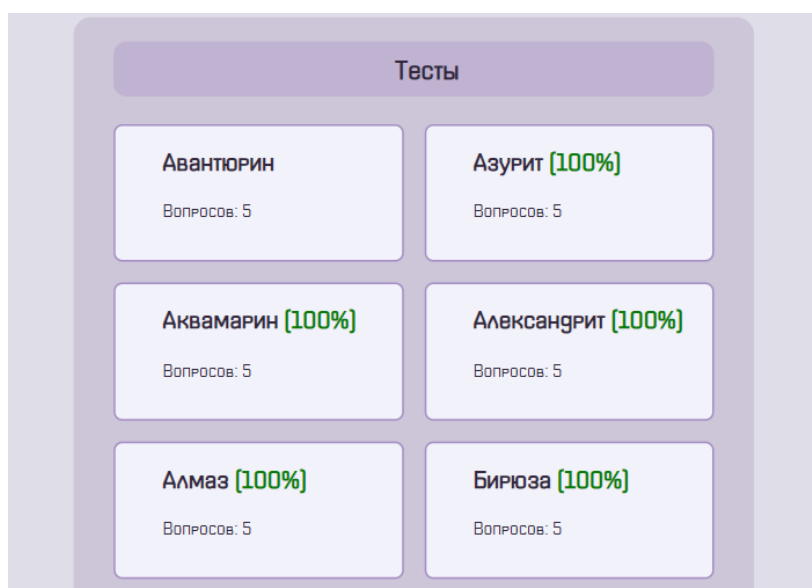 Тесты
Авантюрин
Вопросов: 5
Азурит (100%)
Вопросов: 5
Аквамарин (100%)
Вопросов: 5
Александрит (100%)
Вопросов: 5
Алмаз (100%)
Вопросов: 5
Бирюза (100%)
Вопросов: 5